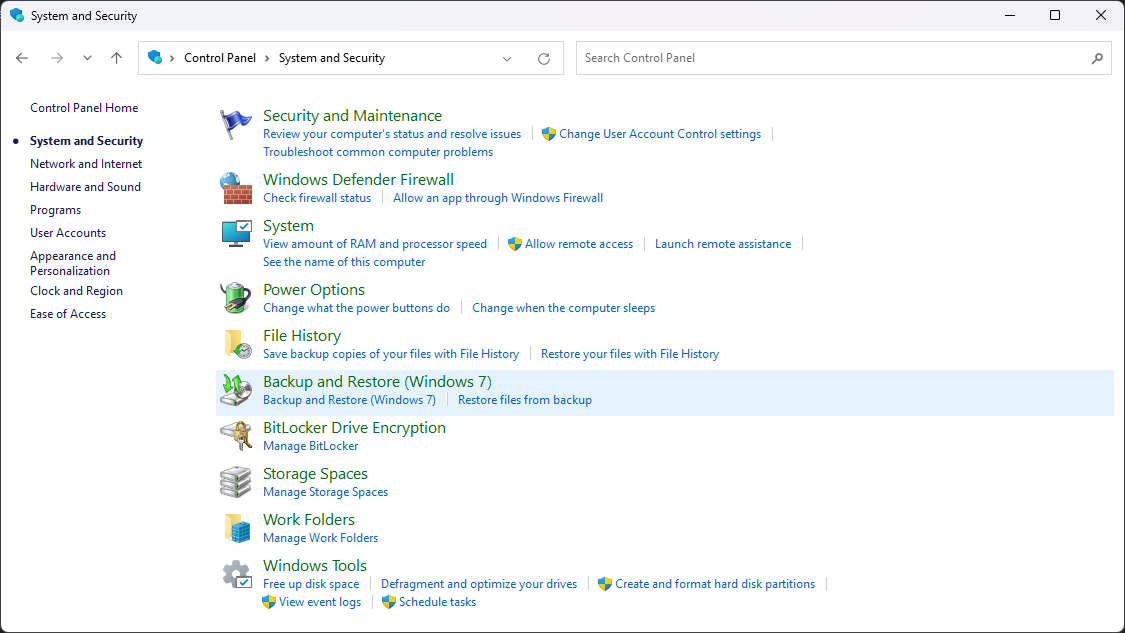 System and Security
Control Panel > System and Security
Search Control Panel
Control Panel Home
System and Security
Network and Internet
Hardware and Sound
Programs
User Accounts
Appearance and
Personalization
Clock and Region
Ease of Access
Security and Maintenance
Review your computer's status and resolve issues | Change User Account Control settings |
Troubleshoot common computer problems
Windows Defender Firewall
Check firewall status | Allow an app through Windows Firewall
System
View amount of RAM and processor speed | Allow remote access | Launch remote assistance |
See the name of this computer
Power Options
Change what the power buttons do | Change when the computer sleeps
File History
Save backup copies of your files with File History | Restore your files with File History
Backup and Restore (Windows 7)
Backup and Restore (Windows 7) | Restore files from backup
BitLocker Drive Encryption
Manage BitLocker
Storage Spaces
Manage Storage Spaces
Work Folders
Manage Work Folders
Windows Tools
Free up disk space | Defragment and optimize your drives | Create and format hard disk partitions |
View event logs | Schedule tasks